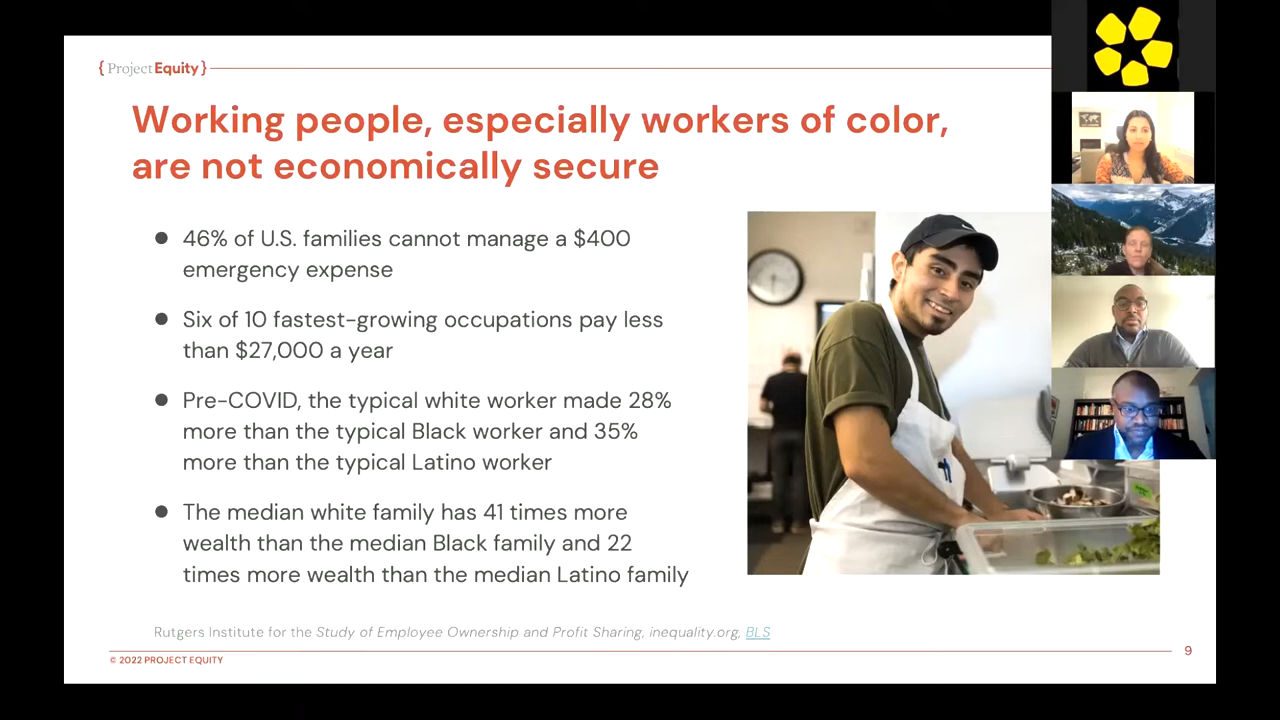 { Project Equity }
Working people, especially workers of color,
are not economically secure
● 46% of U.S. families cannot manage a $400
emergency expense
● Six of 10 fastest-growing occupations pay less
than $27,000 a year
● Pre-COVID, the typical white worker made 28%
more than the typical Black worker and 35%
more than the typical Latino worker
● The median white family has 41 times more
wealth than the median Black family and 22
times more wealth than the median Latino family
Rutgers Institute for the Study of Employee Ownership and Profit Sharing, inequality.org, BLS
© 2022 PROJECT EQUITY
9